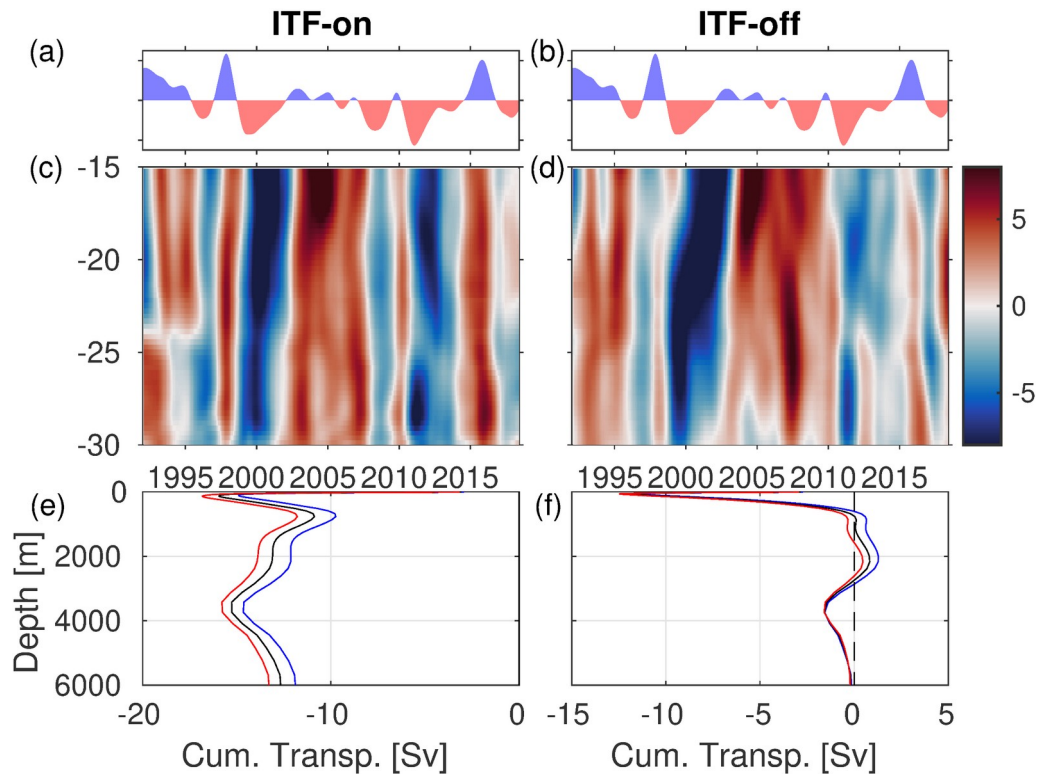 ITF-on ITF-off
(a) (b)
(c) (d)
-15
-20
-25
-30
5
0
-5
1995 2000 2005 2011 2015 1995 2000 2005 2011 2015
(e) (f)
0
2000
4000
6000
Depth [m]
-20 -10 0 -15 -10 -5 0 5
Cum. Transp. [Sv] Cum. Transp. [Sv]